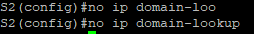 S2(config)#no ip domain-loo
S2(config)#no ip domain-lookup